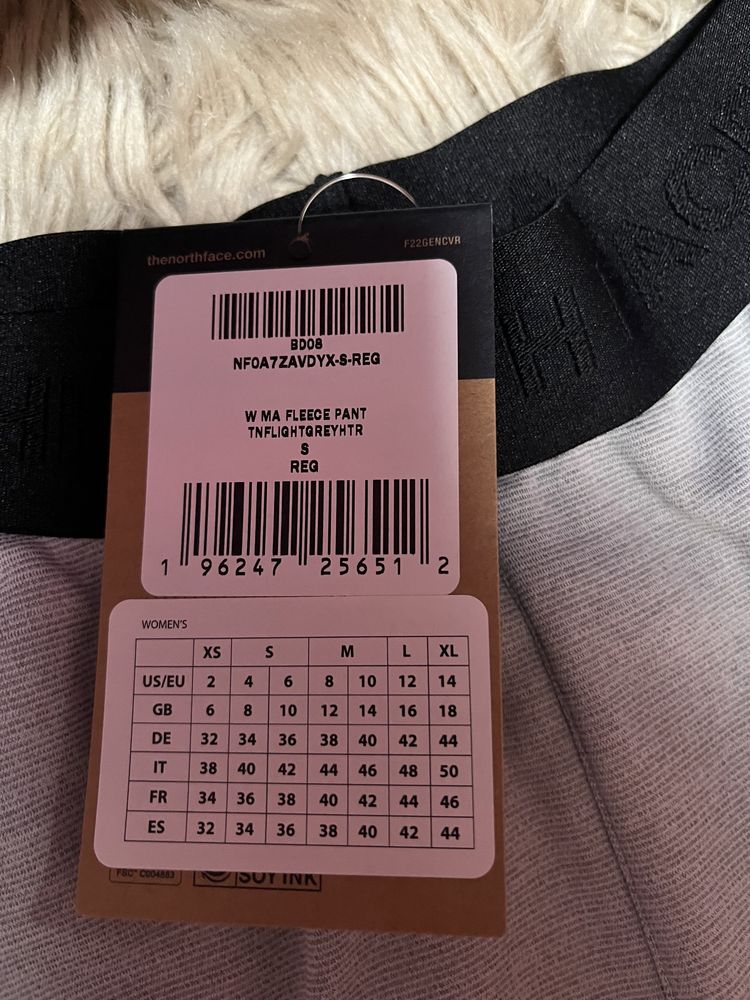 thenorthface.com
F22GENCVR
BD08
NF0A7ZAVDYX-S-REG
W MA FLEECE PANT
TNFLIGHTGREYHTR
S
REG
1 96247 25651 2
WOMEN'S
XS S M L XL
US/EU 2 4 6 8 10 12 14
GB 6 8 10 12 14 16 18
DE 32 34 36 38 40 42 44
IT 38 40 42 44 46 48 50
FR 34 36 38 40 42 44 46
ES 32 34 36 38 40 42 44
FSC® C004883
SOY INK